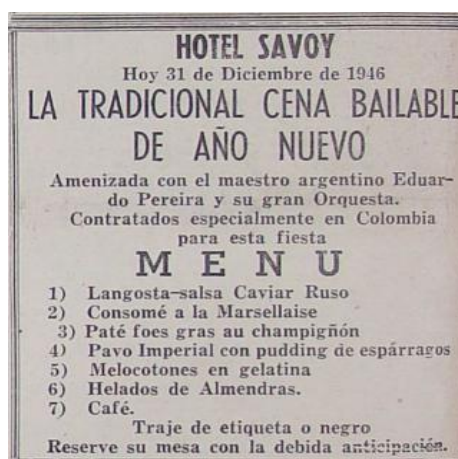 HOTEL SAVOY
Hoy 31 de Diciembre de 1946
LA TRADICIONAL CENA BAILABLE
DE AÑO NUEVO
Amenizada con el maestro argentino Eduar-
do Pereira y su gran Orquesta.
Contratados especialmente en Colombia
para esta fiesta
MENU
1) Langosta-salsa Caviar Ruso
2) Consomé a la Marsellaise
3) Paté foes gras au champigñón
4) Pavo Imperial con pudding de espárragos
5) Melocotones en gelatina
6) Helados de Almendras.
7) Café.
Traje de etiqueta o negro
Reserve su mesa con la debida anticipación.